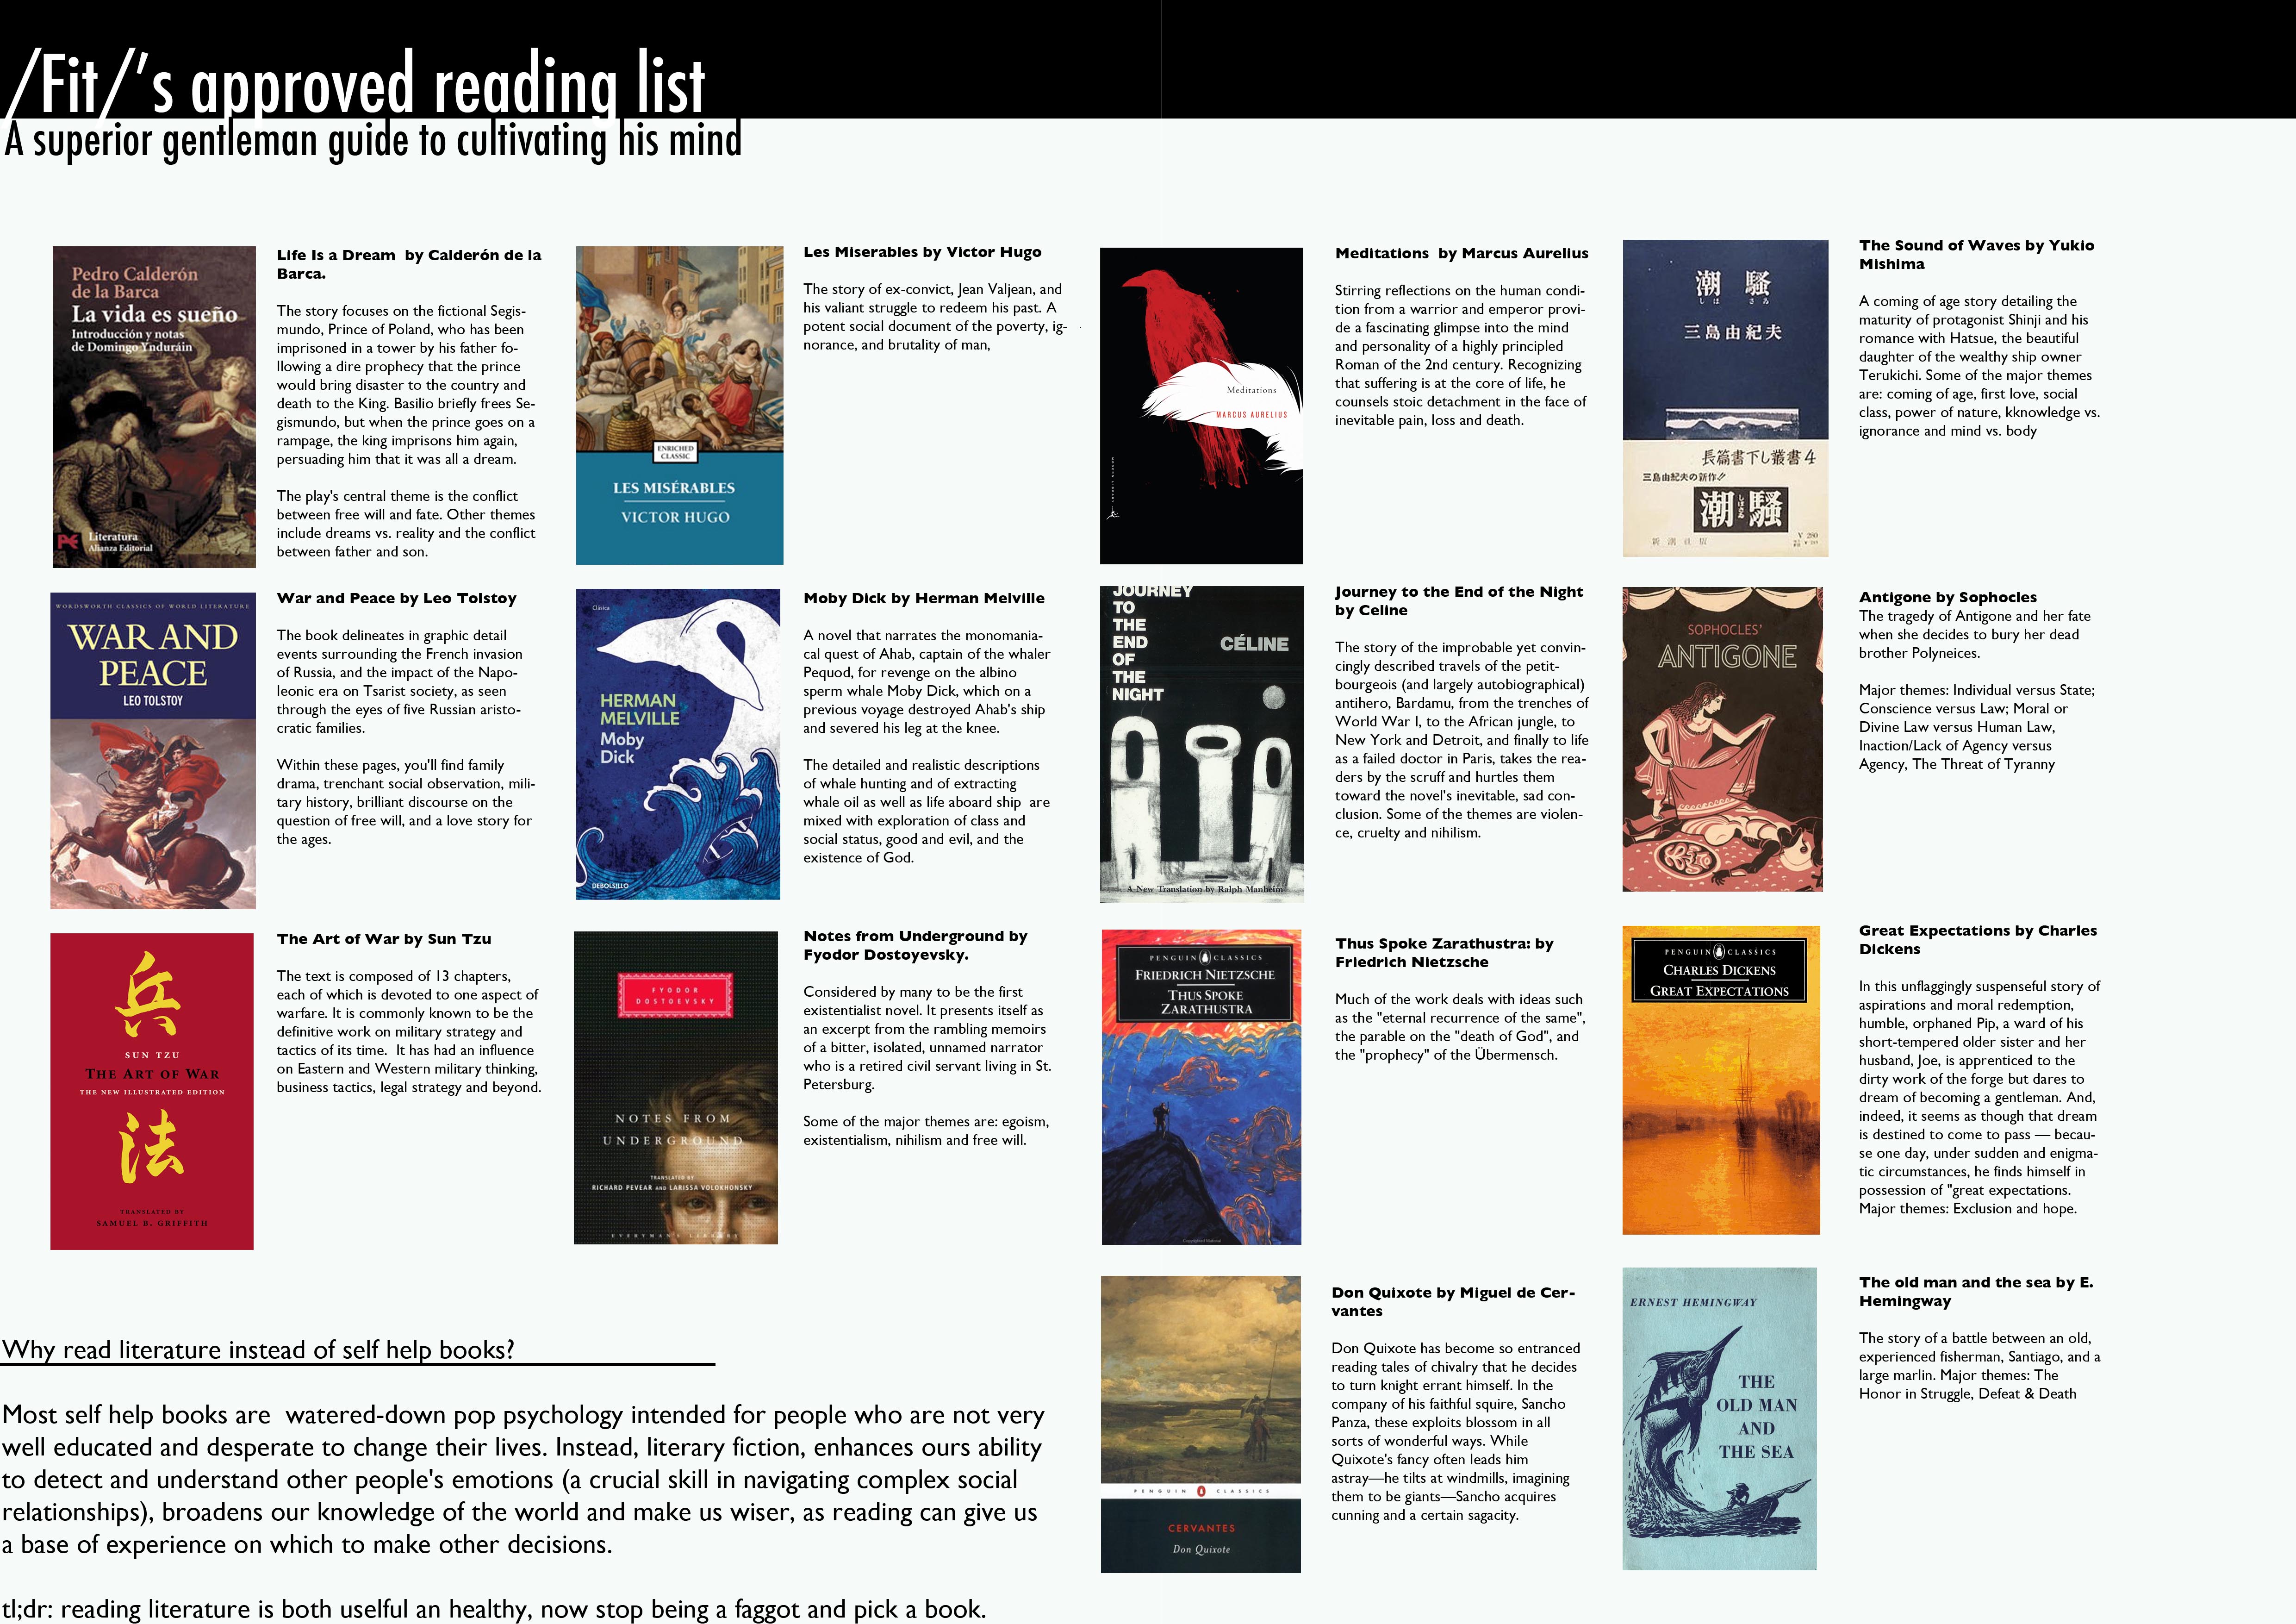 /Fit/'s approved reading list
A superior gentleman guide to cultivating his mind
Pedro Calderón
de la Barca
La vida es sueño
Introducción y notas
de Domingo Ynduráin
Literatura
Alianza Editorial
Life Is a Dream  by Calderón de la
Barca.
The story focuses on the fictional Segis-
mundo, Prince of Poland, who has been
imprisoned in a tower by his father fo-
llowing a dire prophecy that the prince
would bring disaster to the country and
death to the King. Basilio briefly frees Se-
gismundo, but when the prince goes on a
rampage, the king imprisons him again,
persuading him that it was all a dream.
The play's central theme is the conflict
between free will and fate. Other themes
include dreams vs. reality and the conflict
between father and son.
ENRICHED
CLASSIC
LES MISÉRABLES
VICTOR HUGO
Les Miserables by Victor Hugo
The story of ex-convict, Jean Valjean, and
his valiant struggle to redeem his past. A
potent social document of the poverty, ig-
norance, and brutality of man,
Meditations
MARCUS AURELIUS
Meditations  by Marcus Aurelius
Stirring reflections on the human condi-
tion from a warrior and emperor provi-
de a fascinating glimpse into the mind
and personality of a highly principled
Roman of the 2nd century. Recognizing
that suffering is at the core of life, he
counsels stoic detachment in the face of
inevitable pain, loss and death.
潮 騒
しほ さゐ
三島由紀夫
長篇書下し叢書4
三島由紀夫の新作!!
潮騒
新潮社版
¥ 280
The Sound of Waves by Yukio
Mishima
A coming of age story detailing the
maturity of protagonist Shinji and his
romance with Hatsue, the beautiful
daughter of the wealthy ship owner
Terukichi. Some of the major themes
are: coming of age, first love, social
class, power of nature, kknowledge vs.
ignorance and mind vs. body
WORDSWORTH CLASSICS OF WORLD LITERATURE
WAR AND
PEACE
LEO TOLSTOY
War and Peace by Leo Tolstoy
The book delineates in graphic detail
events surrounding the French invasion
of Russia, and the impact of the Napo-
leonic era on Tsarist society, as seen
through the eyes of five Russian aristo-
cratic families.
Within these pages, you'll find family
drama, trenchant social observation, mili-
tary history, brilliant discourse on the
question of free will, and a love story for
the ages.
Clásica
HERMAN
MELVILLE
Moby
Dick
DEBOLSILLO
Moby Dick by Herman Melville
A novel that narrates the monomania-
cal quest of Ahab, captain of the whaler
Pequod, for revenge on the albino
sperm whale Moby Dick, which on a
previous voyage destroyed Ahab's ship
and severed his leg at the knee.
The detailed and realistic descriptions
of whale hunting and of extracting
whale oil as well as life aboard ship  are
mixed with exploration of class and
social status, good and evil, and the
existence of God.
JOURNEY
TO
THE
END
OF
THE
NIGHT
CÉLINE
A New Translation by Ralph Manheim
Journey to the End of the Night
by Celine
The story of the improbable yet convin-
cingly described travels of the petit-
bourgeois (and largely autobiographical)
antihero, Bardamu, from the trenches of
World War I, to the African jungle, to
New York and Detroit, and finally to life
as a failed doctor in Paris, takes the rea-
ders by the scruff and hurtles them
toward the novel's inevitable, sad con-
clusion. Some of the themes are violen-
ce, cruelty and nihilism.
SOPHOCLES'
ANTIGONE
Antigone by Sophocles
The tragedy of Antigone and her fate
when she decides to bury her dead
brother Polyneices.
Major themes: Individual versus State;
Conscience versus Law; Moral or
Divine Law versus Human Law,
Inaction/Lack of Agency versus
Agency, The Threat of Tyranny
兵
SUN TZU
THE ART OF WAR
THE NEW ILLUSTRATED EDITION
法
TRANSLATED BY
SAMUEL B. GRIFFITH
The Art of War by Sun Tzu
The text is composed of 13 chapters,
each of which is devoted to one aspect of
warfare. It is commonly known to be the
definitive work on military strategy and
tactics of its time.  It has had an influence
on Eastern and Western military thinking,
business tactics, legal strategy and beyond.
FYODOR
DOSTOEVSKY
NOTES FROM
UNDERGROUND
TRANSLATED BY
RICHARD PEVEAR AND LARISSA VOLOKHONSKY
EVERYMAN'S LIBRARY
Notes from Underground by
Fyodor Dostoyevsky.
Considered by many to be the first
existentialist novel. It presents itself as
an excerpt from the rambling memoirs
of a bitter, isolated, unnamed narrator
who is a retired civil servant living in St.
Petersburg.
Some of the major themes are: egoism,
existentialism, nihilism and free will.
PENGUIN CLASSICS
FRIEDRICH NIETZSCHE
THUS SPOKE
ZARATHUSTRA
Thus Spoke Zarathustra: by
Friedrich Nietzsche
Much of the work deals with ideas such
as the "eternal recurrence of the same",
the parable on the "death of God", and
the "prophecy" of the Übermensch.
PENGUIN CLASSICS
CHARLES DICKENS
GREAT EXPECTATIONS
Great Expectations by Charles
Dickens
In this unflaggingly suspenseful story of
aspirations and moral redemption,
humble, orphaned Pip, a ward of his
short-tempered older sister and her
husband, Joe, is apprenticed to the
dirty work of the forge but dares to
dream of becoming a gentleman. And,
indeed, it seems as though that dream
is destined to come to pass — becau-
se one day, under sudden and enigma-
tic circumstances, he finds himself in
possession of "great expectations.
Major themes: Exclusion and hope.
PENGUIN CLASSICS
CERVANTES
Don Quixote
Don Quixote by Miguel de Cer-
vantes
Don Quixote has become so entranced
reading tales of chivalry that he decides
to turn knight errant himself. In the
company of his faithful squire, Sancho
Panza, these exploits blossom in all
sorts of wonderful ways. While
Quixote's fancy often leads him
astray—he tilts at windmills, imagining
them to be giants—Sancho acquires
cunning and a certain sagacity.
ERNEST HEMINGWAY
THE
OLD MAN
AND
THE SEA
The old man and the sea by E.
Hemingway
The story of a battle between an old,
experienced fisherman, Santiago, and a
large marlin. Major themes: The
Honor in Struggle, Defeat & Death
Why read literature instead of self help books?
Most self help books are  watered-down pop psychology intended for people who are not very
well educated and desperate to change their lives. Instead, literary fiction, enhances ours ability
to detect and understand other people's emotions (a crucial skill in navigating complex social
relationships), broadens our knowledge of the world and make us wiser, as reading can give us
a base of experience on which to make other decisions.
tl;dr: reading literature is both uselful an healthy, now stop being a faggot and pick a book.